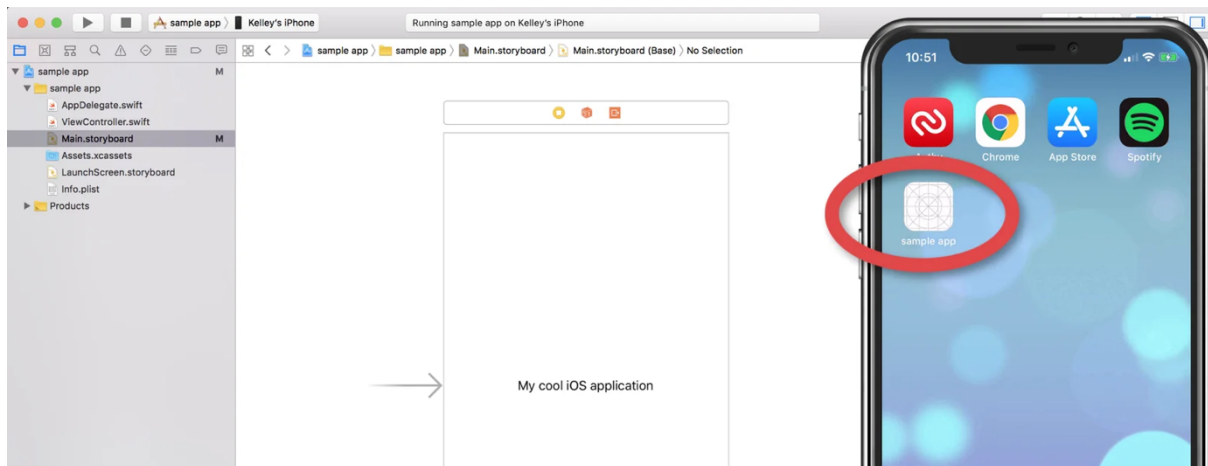 sample app
Kelley's iPhone
Running sample app on Kelley's iPhone
sample app
sample app
Main.storyboard
Main.storyboard (Base)
No Selection
sample app M
sample app
AppDelegate.swift
ViewController.swift
Main.storyboard M
Assets.xcassets
LaunchScreen.storyboard
Info.plist
Products
My cool iOS application
10:51
Chrome
App Store
Spotify
sample app